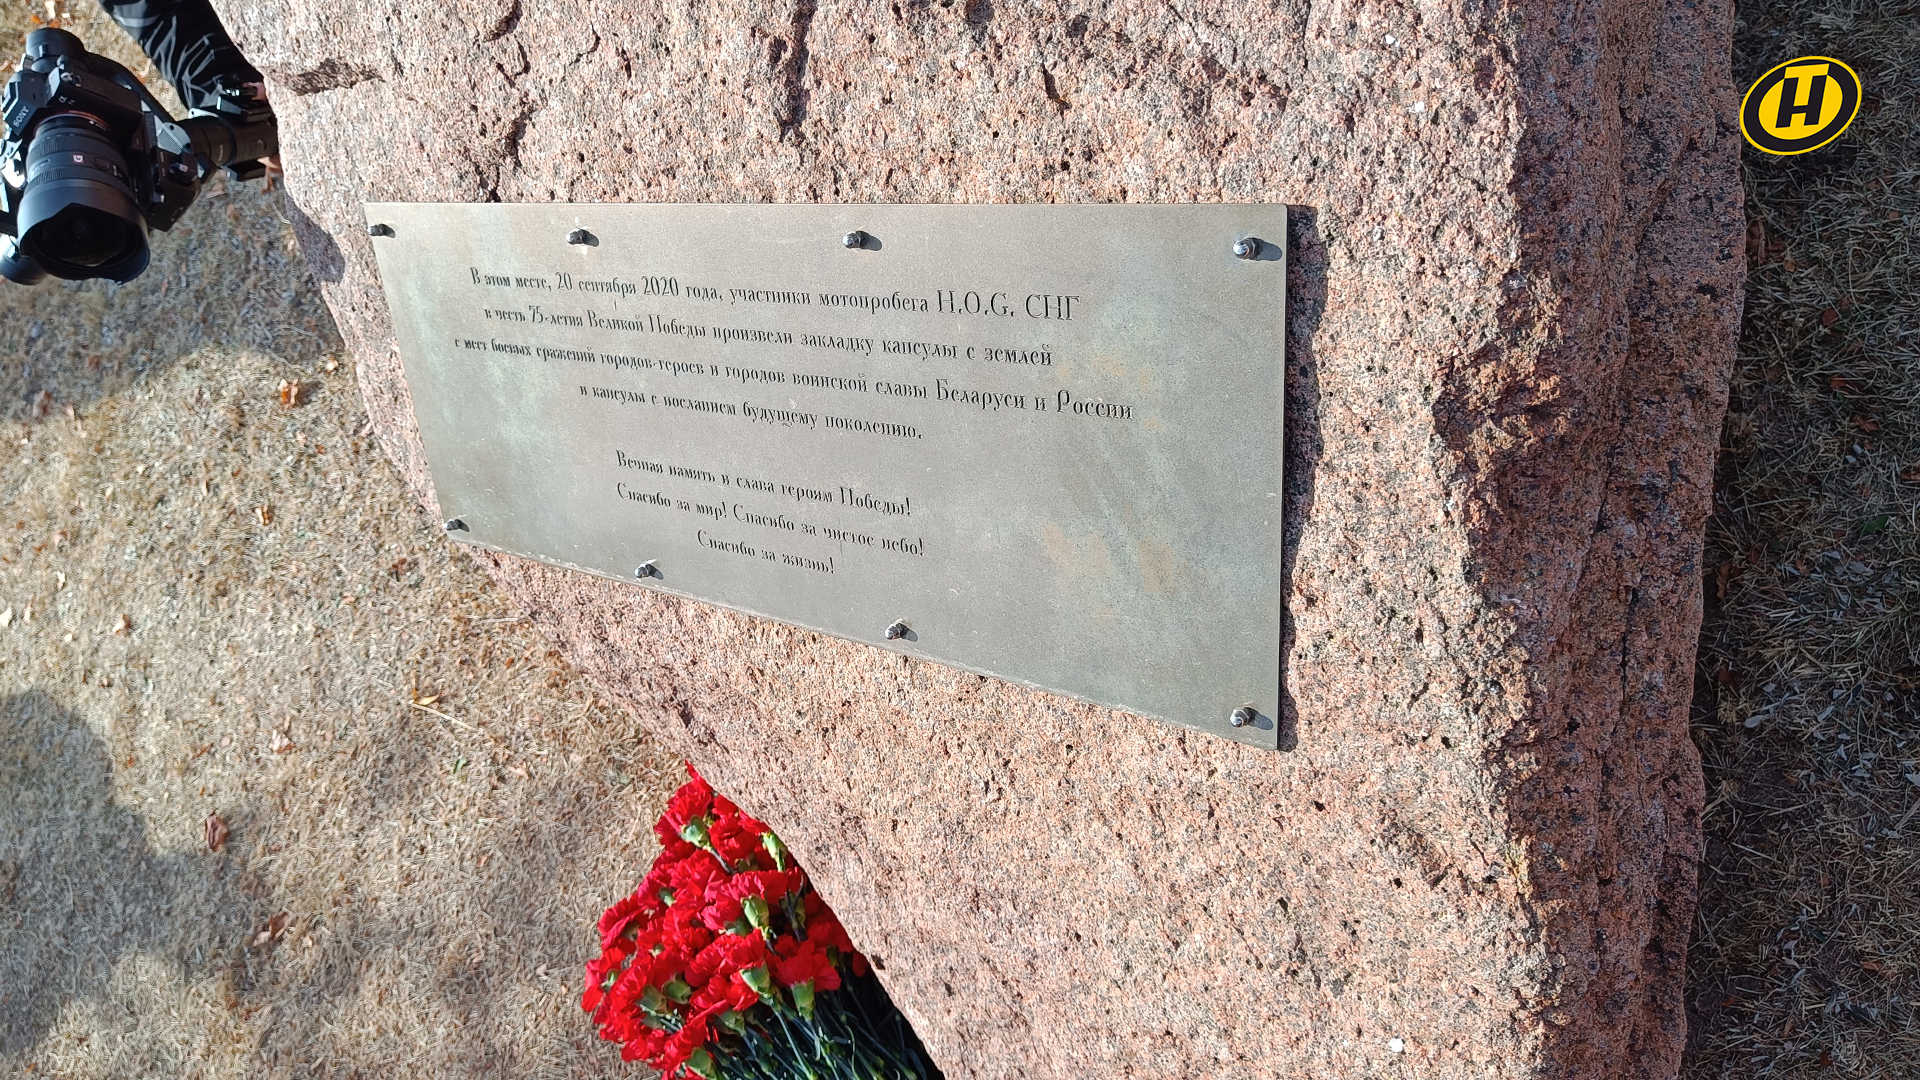 В этом месте, 20 сентября 2020 года, участники мотопробега H.O.G. СНГ
в честь 75-летия Великой Победы произвели закладку капсулы с землей
с мест боевых сражений городов-героев и городов воинской славы Беларуси и России
и капсулы с посланием будущему поколению.
Вечная память и слава героям Победы!
Спасибо за мир! Спасибо за чистое небо!
Спасибо за жизнь!
SONY
G
ТН